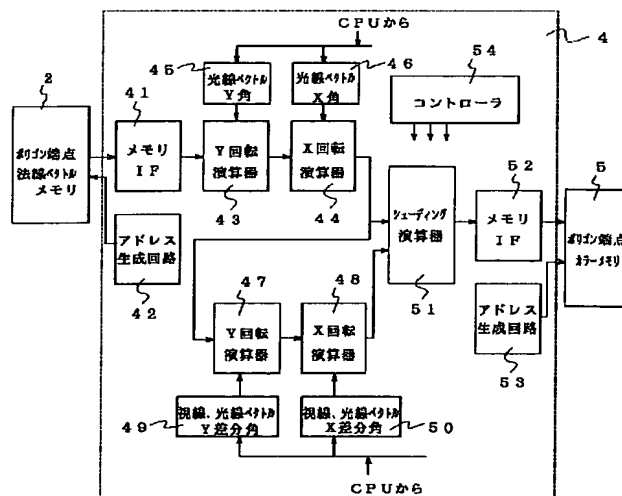 CPUから
4
45
光線ベクトル
Y角
46
光線ベクトル
X角
54
コントローラ
2
ポリゴン端点
法線ベクトル
メモリ
41
メモリ
IF
Y回転
演算器
43
X回転
演算器
44
シェーディング
演算器
51
52
メモリ
IF
5
ポリゴン端点
カラーメモリ
アドレス
生成回路
42
47
Y回転
演算器
48
X回転
演算器
アドレス
生成回路
53
49
視線、光線ベクトル
Y差分角
視線、光線ベクトル
X差分角
50
CPUから